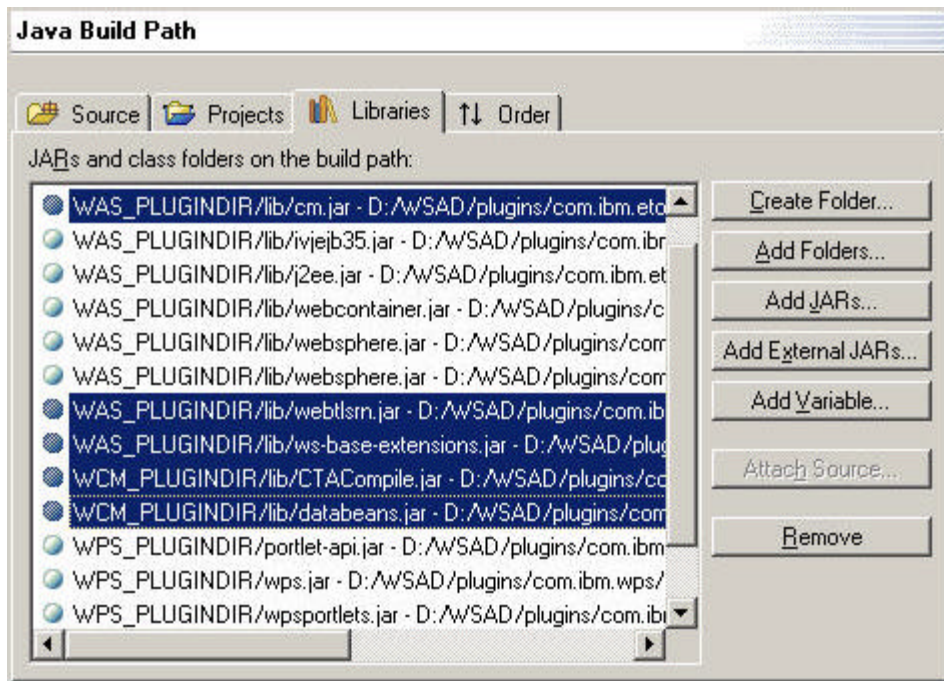 Java Build Path
Source Projects Libraries Order
JARs and class folders on the build path:
WAS_PLUGINDIR/lib/cm.jar - D:/WSAD/plugins/com.ibm.etc
WAS_PLUGINDIR/lib/ivjejb35.jar - D:/WSAD/plugins/com.ibr
WAS_PLUGINDIR/lib/j2ee.jar - D:/WSAD/plugins/com.ibm.et
WAS_PLUGINDIR/lib/webcontainer.jar - D:/WSAD/plugins/c
WAS_PLUGINDIR/lib/websphere.jar - D:/WSAD/plugins/com
WAS_PLUGINDIR/lib/websphere.jar - D:/WSAD/plugins/com
WAS_PLUGINDIR/lib/webtlsrn.jar - D:/WSAD/plugins/com.ib
WAS_PLUGINDIR/lib/ws-base-extensions.jar - D:/WSAD/plug
WCM_PLUGINDIR/lib/CTACompile.jar - D:/WSAD/plugins/cc
WCM_PLUGINDIR/lib/databeans.jar - D:/WSAD/plugins/com
WPS_PLUGINDIR/portlet-api.jar - D:/WSAD/plugins/com.ibm
WPS_PLUGINDIR/wps.jar - D:/WSAD/plugins/com.ibm.wps/
WPS_PLUGINDIR/wpsportlets.jar - D:/WSAD/plugins/com.ibi
Create Folder...
Add Folders...
Add JARs...
Add External JARs...
Add Variable...
Attach Source...
Remove